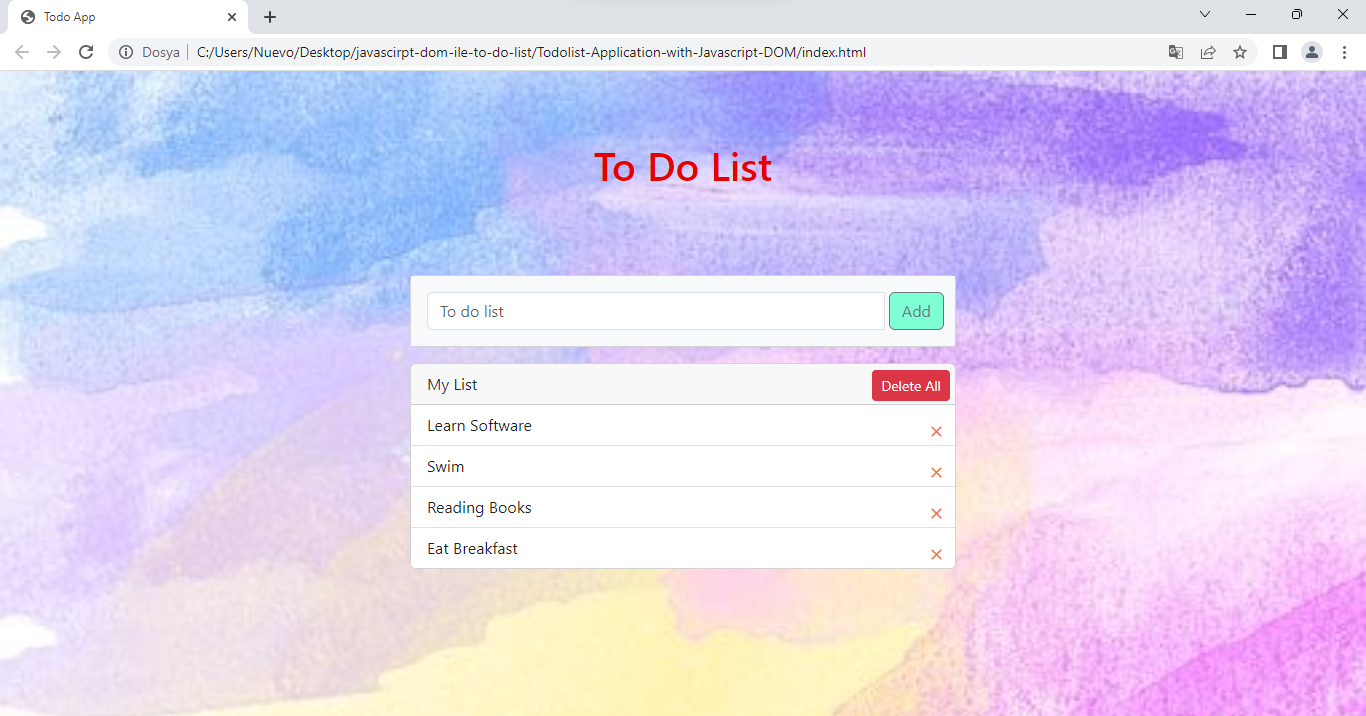 Todo App
Dosya | C:/Users/Nuevo/Desktop/javascirpt-dom-ile-to-do-list/Todolist-Application-with-Javascript-DOM/index.html
To Do List
To do list Add
My List Delete All
Learn Software
Swim
Reading Books
Eat Breakfast